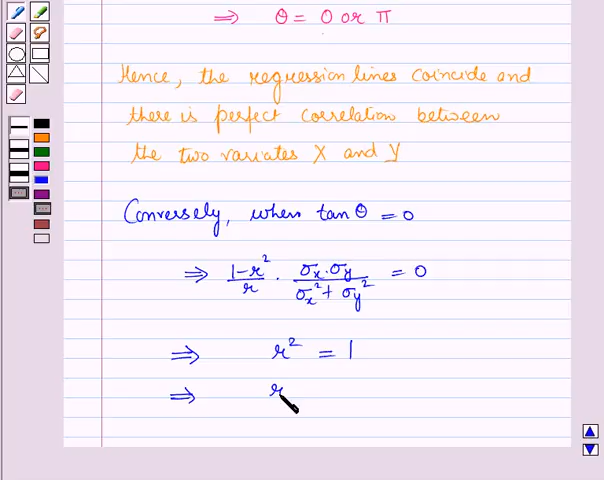 ⇒ θ = 0 or π
Hence, the regression lines coincide and
there is perfect correlation between
the two variates X and Y
Conversely, when tan θ = 0
⇒ (1-r²)/r · (σx·σy)/(σx² + σy²) = 0
⇒ r² = 1
⇒ r